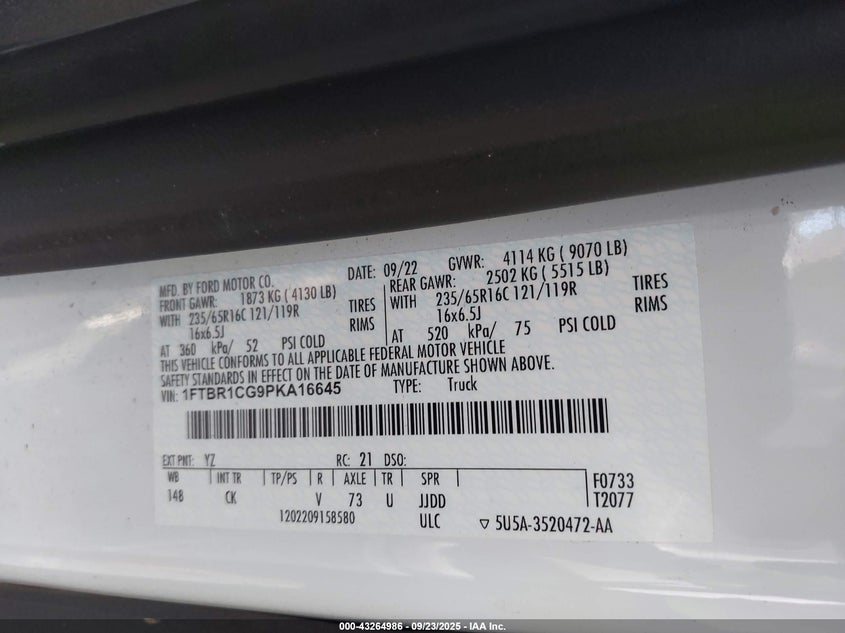 MFD. BY FORD MOTOR CO. DATE: 09/22 GVWR: 4114 KG ( 9070 LB)
FRONT GAWR: 1873 KG ( 4130 LB) REAR GAWR: 2502 KG ( 5515 LB)
WITH 235/65R16C 121/119R TIRES WITH 235/65R16C 121/119R TIRES
16x6.5J RIMS 16x6.5J RIMS
AT 360 kPa/ 52 PSI COLD AT 520 kPa/ 75 PSI COLD
THIS VEHICLE CONFORMS TO ALL APPLICABLE FEDERAL MOTOR VEHICLE
SAFETY STANDARDS IN EFFECT ON THE DATE OF MANUFACTURE SHOWN ABOVE.
VIN: 1FTBR1CG9PKA16645 TYPE: Truck
EXT PNT: YZ RC: 21 DSO:
WB INT TR TP/PS R AXLE TR SPR F0733
148 CK V 73 U JJDD T2077
1202209158580 ULC 5U5A-3520472-AA
000-43264986 - 09/23/2025 - IAA Inc.